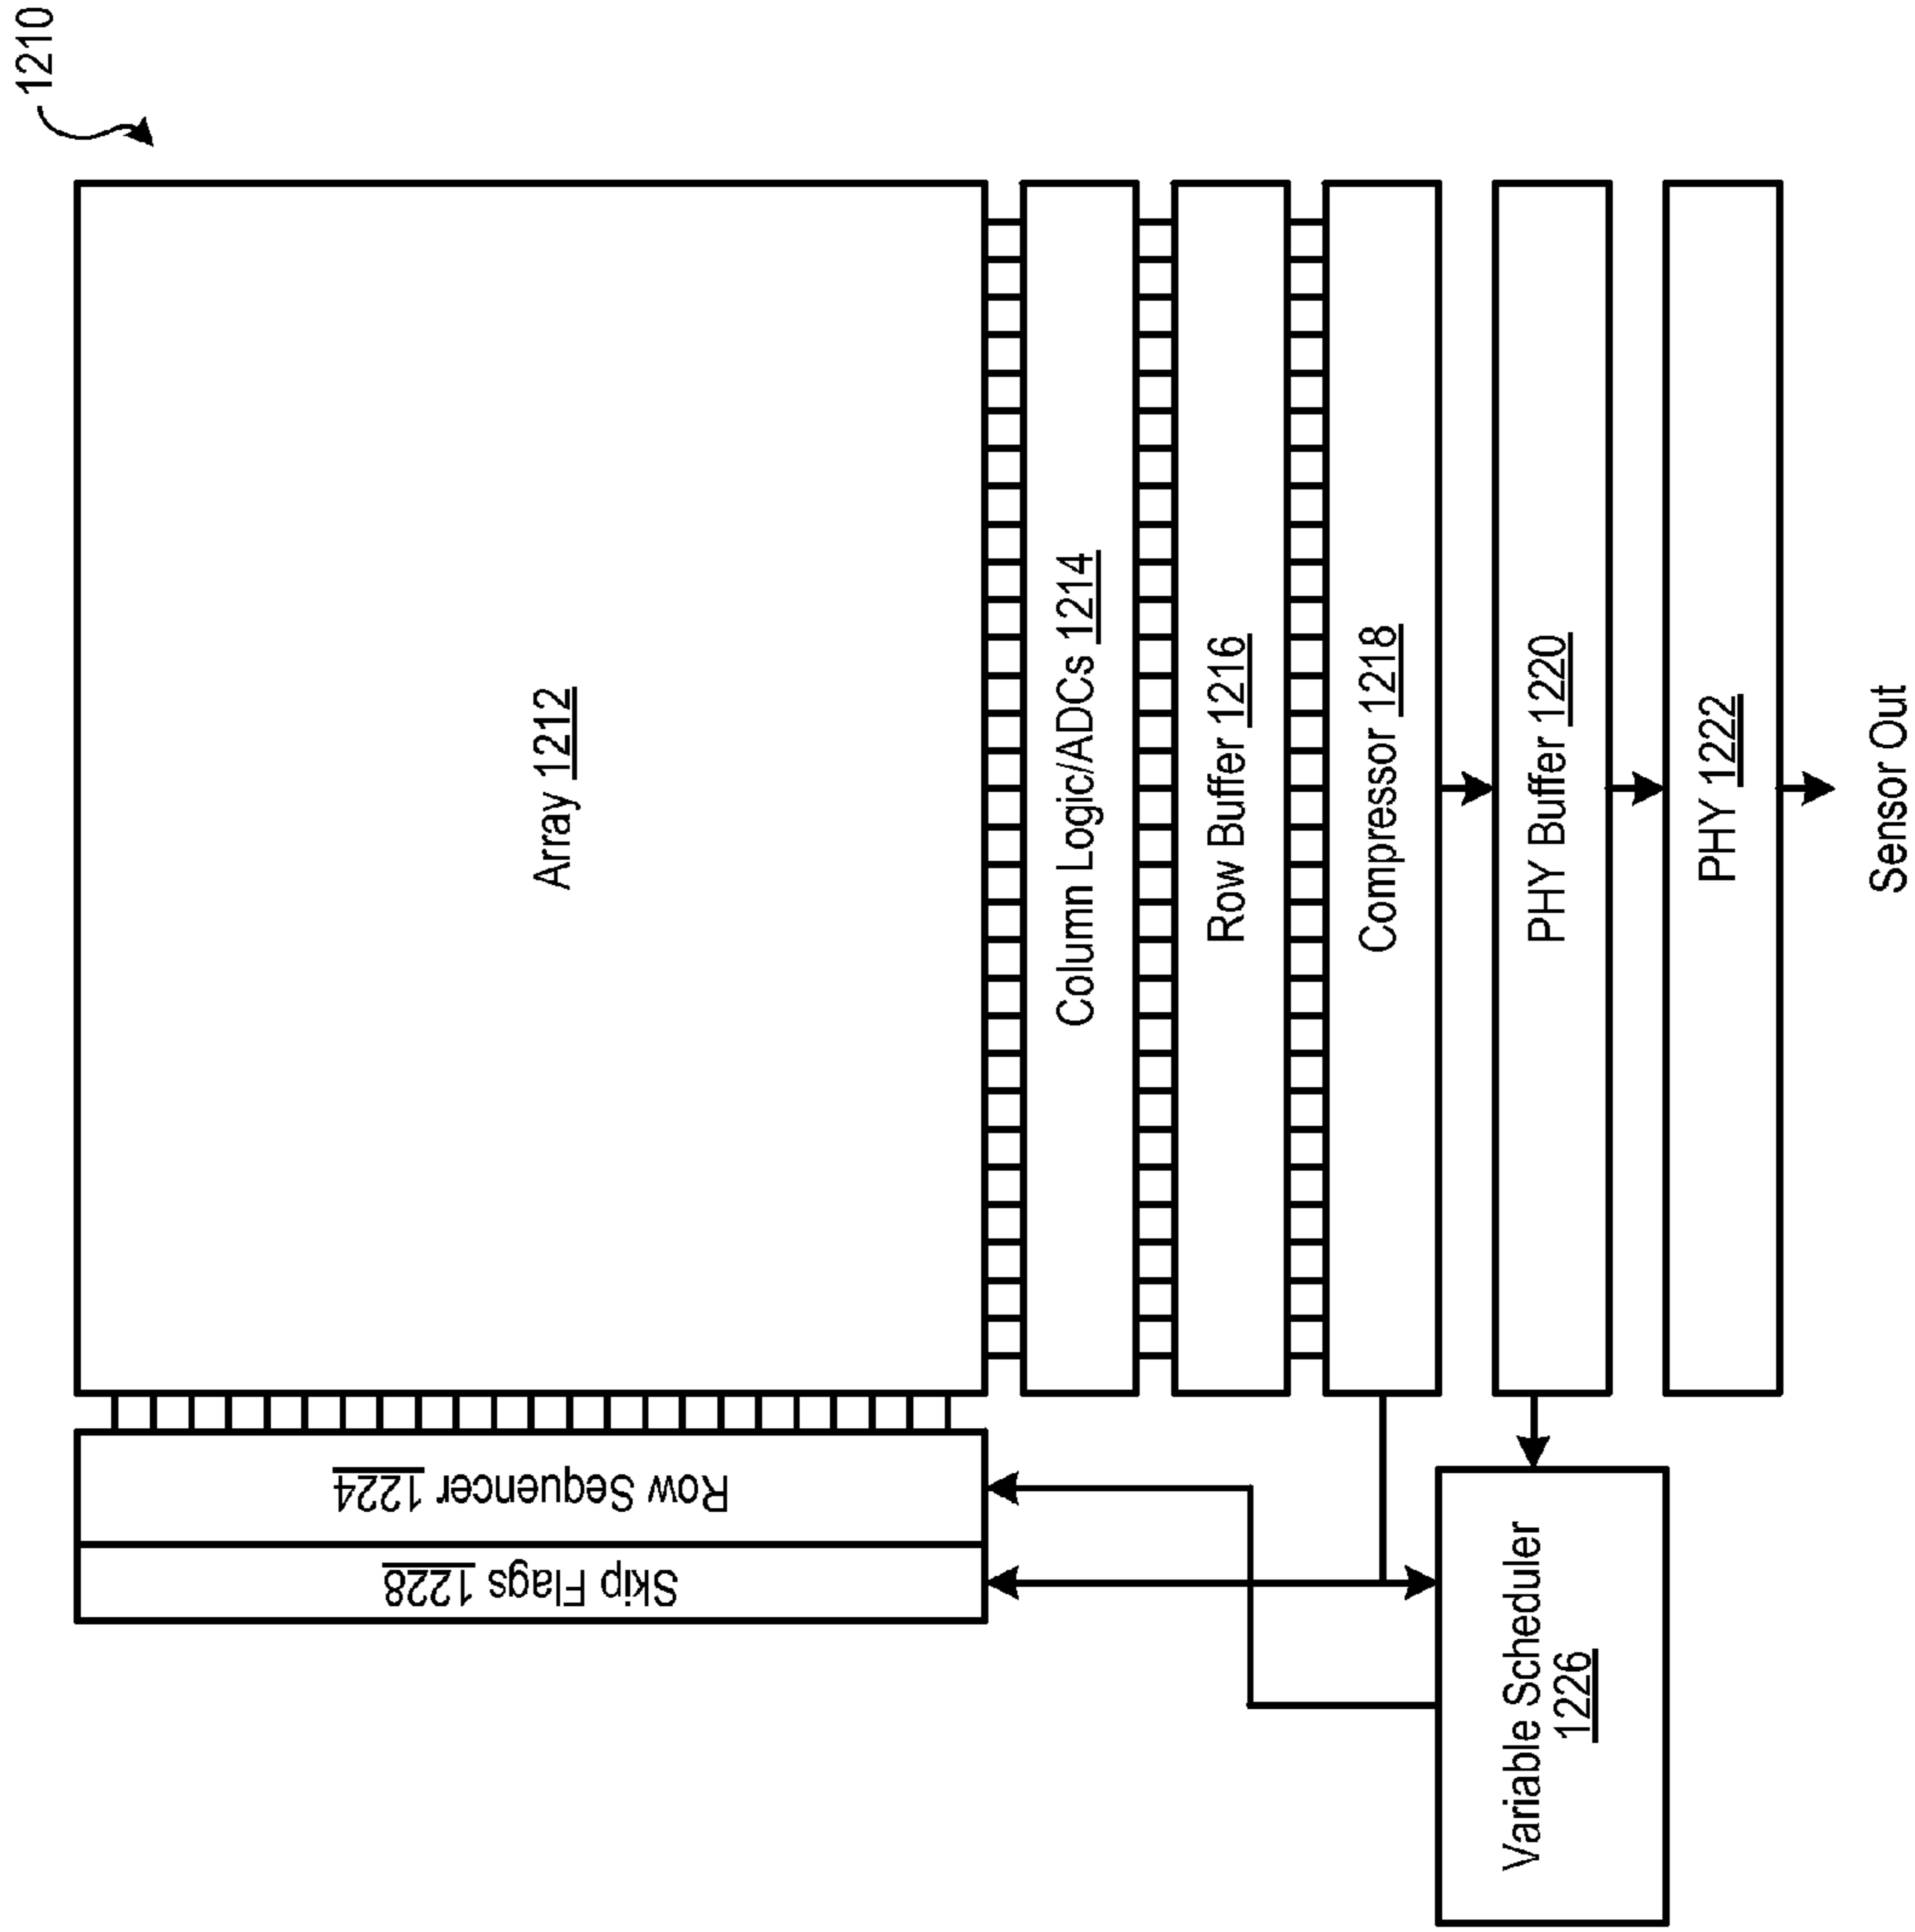 1210
Array 1212
Column Logic/ADCs 1214
Row Buffer 1216
Compressor 1218
PHY Buffer 1220
PHY 1222
Sensor Out
Row Sequencer 1224
Skip Flags 1228
Variable Scheduler
1226